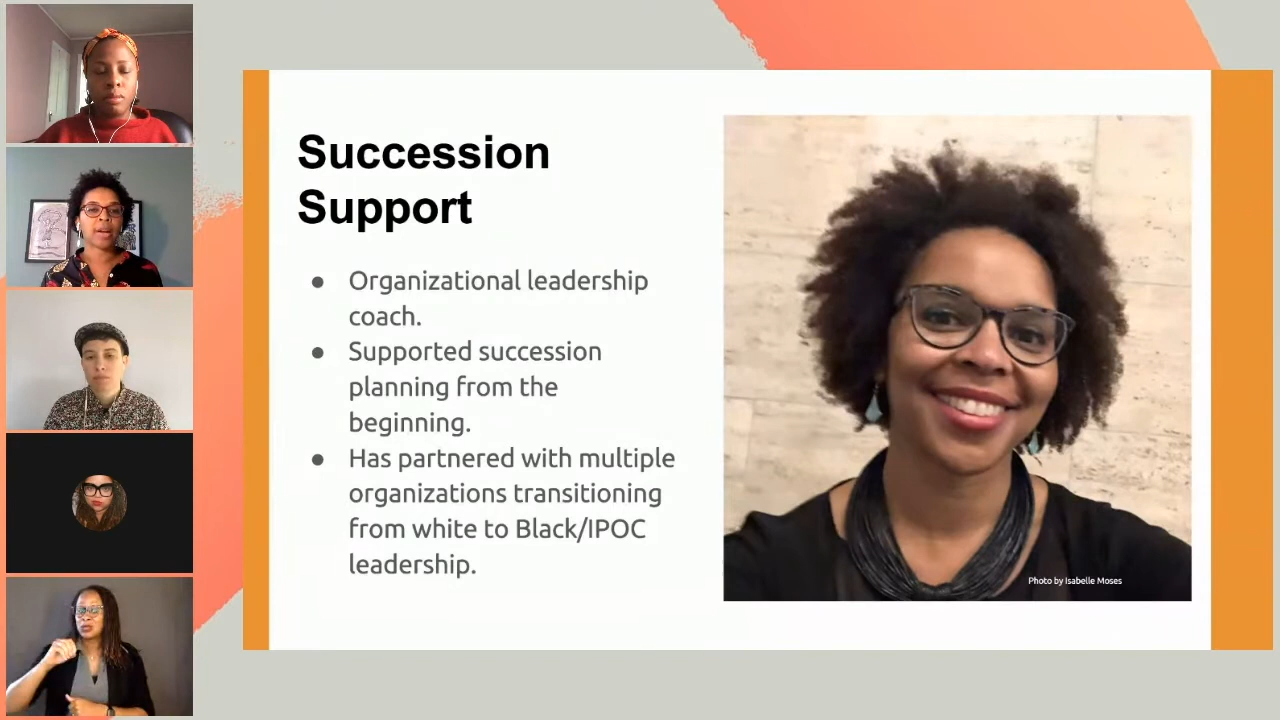 Succession
Support
● Organizational leadership
coach.
● Supported succession
planning from the
beginning.
● Has partnered with multiple
organizations transitioning
from white to Black/IPOC
leadership.
Photo by Isabelle Moses